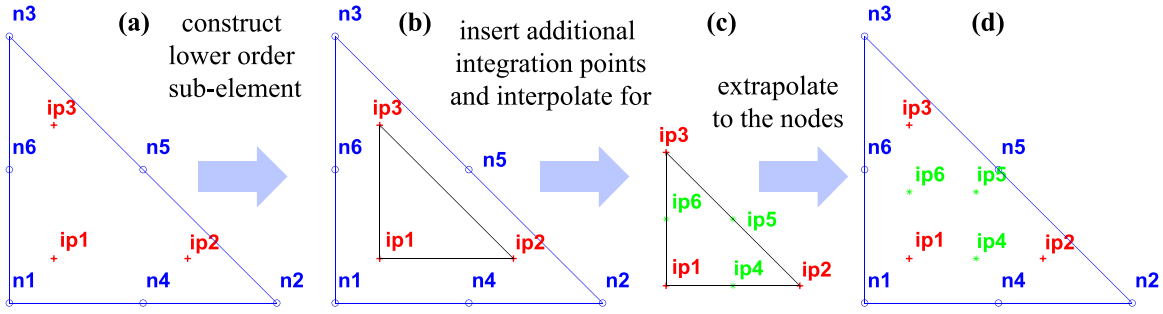 n3
(a)
construct
lower order
sub-element
ip3
n6
n5
ip1
ip2
n1
n4
n2
n3
(b)
insert additional
integration points
and interpolate for
ip3
n6
n5
ip1
ip2
n1
n4
n2
(c)
extrapolate
to the nodes
ip3
ip6
ip5
ip1
ip4
ip2
n3
(d)
ip3
n6
n5
ip6
ip5
ip1
ip4
ip2
n1
n4
n2